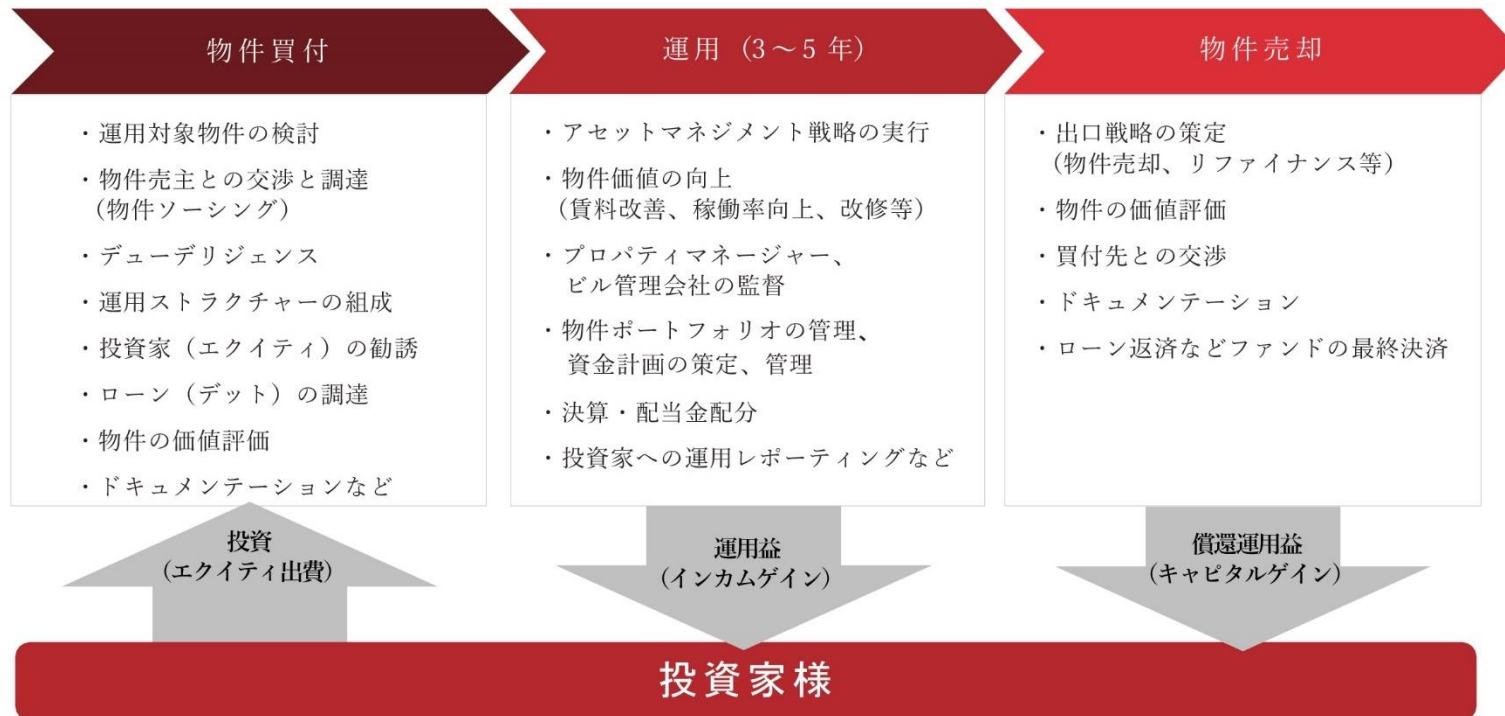 物件買付
運用（3～5 年）
物件売却
・運用対象物件の検討
・物件売主との交渉と調達
（物件ソーシング）
・デューデリジェンス
・運用ストラクチャーの組成
・投資家（エクイティ）の勧誘
・ローン（デット）の調達
・物件の価値評価
・ドキュメンテーションなど
・アセットマネジメント戦略の実行
・物件価値の向上
（賃料改善、稼働率向上、改修等）
・プロパティマネージャー、
ビル管理会社の監督
・物件ポートフォリオの管理、
資金計画の策定、管理
・決算・配当金配分
・投資家への運用レポーティングなど
・出口戦略の策定
（物件売却、リファイナンス等）
・物件の価値評価
・買付先との交渉
・ドキュメンテーション
・ローン返済などファンドの最終決済
投資
（エクイティ出費）
運用益
（インカムゲイン）
償還運用益
（キャピタルゲイン）
投資家様